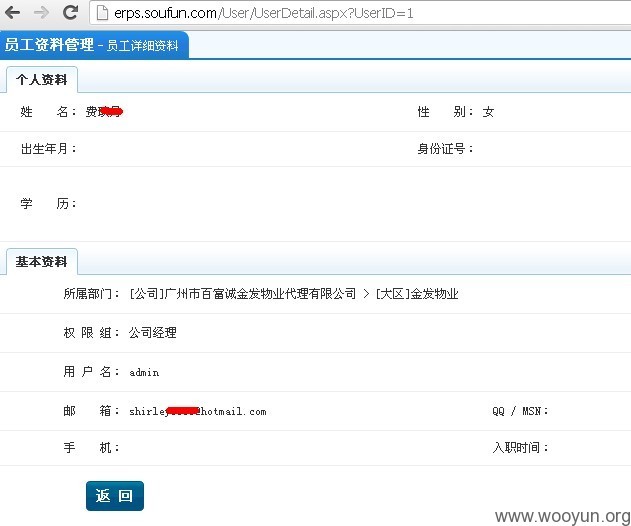 erps.soufun.com/User/UserDetail.aspx?UserID=1
员工资料管理 - 员工详细资料
个人资料
姓 名： 费 性 别： 女
出生年月： 身份证号：
学 历：
基本资料
所属部门： [公司]广州市百富诚金发物业代理有限公司 > [大区]金发物业
权 限 组： 公司经理
用 户 名： admin
邮 箱： shirley hotmail.com QQ / MSN：
手 机： 入职时间：
返 回
www.wooyun.org